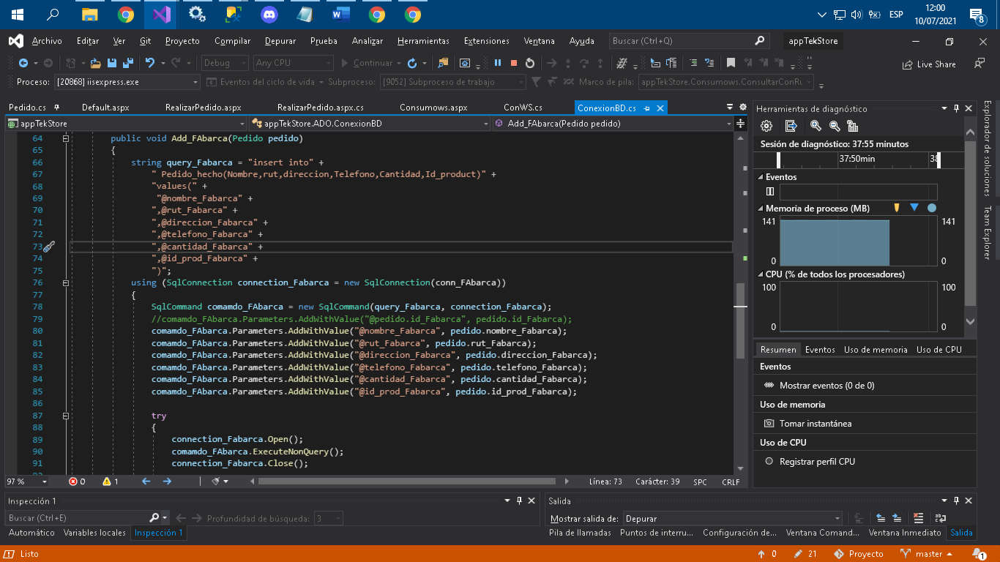 ESP
12:00
10/07/2021
8
Archivo Editar Ver Git Proyecto Compilar Depurar Prueba Analizar Herramientas Extensiones Ventana Ayuda Buscar (Ctrl+Q) appTekStore
Debug Any CPU Continuar Live Share
Proceso: [20868] iisexpress.exe Eventos del ciclo de vida Subproceso: [9052] Subproceso de trabajo Marco de pila: appTekStore.Consumows.ConsultarConRu
Pedido.cs Default.aspx RealizarPedido.aspx RealizarPedido.aspx.cs Consumows.aspx ConWS.cs ConexionBD.cs
appTekStore appTekStore.ADO.ConexionBD Add_FAbarca(Pedido pedido)
64 public void Add_FAbarca(Pedido pedido)
65 {
66 string query_Fabarca = "insert into" +
67 " Pedido_hecho(Nombre,rut,direccion,Telefono,Cantidad,Id_product)" +
68 "values(" +
69 "@nombre_Fabarca" +
70 ",@rut_Fabarca" +
71 ",@direccion_Fabarca" +
72 ",@telefono_Fabarca" +
73 ",@cantidad_Fabarca" +
74 ",@id_prod_Fabarca" +
75 ")";
76 using (SqlConnection connection_Fabarca = new SqlConnection(conn_FAbarca))
77 {
78 SqlCommand comamdo_FAbarca = new SqlCommand(query_Fabarca, connection_Fabarca);
79 //comamdo_FAbarca.Parameters.AddWithValue("@pedido.id_Fabarca", pedido.id_Fabarca);
80 comamdo_FAbarca.Parameters.AddWithValue("@nombre_Fabarca", pedido.nombre_Fabarca);
81 comamdo_FAbarca.Parameters.AddWithValue("@rut_Fabarca", pedido.rut_Fabarca);
82 comamdo_FAbarca.Parameters.AddWithValue("@direccion_Fabarca", pedido.direccion_Fabarca);
83 comamdo_FAbarca.Parameters.AddWithValue("@telefono_Fabarca", pedido.telefono_Fabarca);
84 comamdo_FAbarca.Parameters.AddWithValue("@cantidad_Fabarca", pedido.cantidad_Fabarca);
85 comamdo_FAbarca.Parameters.AddWithValue("@id_prod_Fabarca", pedido.id_prod_Fabarca);
86
87 try
88 {
89 connection_Fabarca.Open();
90 comamdo_FAbarca.ExecuteNonQuery();
91 connection_Fabarca.Close();
97 % 0 1 Línea: 73 Carácter: 39 SPC CRLF
Herramientas de diagnóstico
Sesión de diagnóstico: 37:55 minutos
37:50min 38
Eventos
Memoria de proceso (MB)
141 141
0 0
CPU (% de todos los procesadores)
100 100
0 0
Resumen Eventos Uso de memoria Uso de CPU
Eventos
Mostrar eventos (0 de 0)
Uso de memoria
Tomar instantánea
Uso de CPU
Registrar perfil CPU
Explorador de soluciones
Team Explorer
Inspección 1
Buscar (Ctrl+E) Profundidad de búsqueda: 3
Automático Variables locales Inspección 1
Salida
Mostrar salida de: Depurar
Pila de llamadas Puntos de interru... Configuración de... Ventana Comand... Ventana Inmediato Salida
Listo 0 21 Proyecto master 1